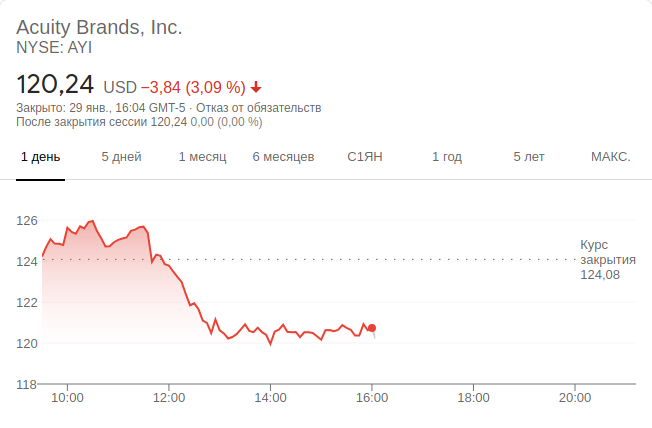 Acuity Brands, Inc.
NYSE: AYI
120,24 USD −3,84 (3,09 %)
Закрыто: 29 янв., 16:04 GMT-5 · Отказ от обязательств
После закрытия сессии 120,24 0,00 (0,00 %)
1 день 5 дней 1 месяц 6 месяцев С1ЯН 1 год 5 лет МАКС.
126
Курс
закрытия
124,08
124
122
120
118
10:00 12:00 14:00 16:00 18:00 20:00